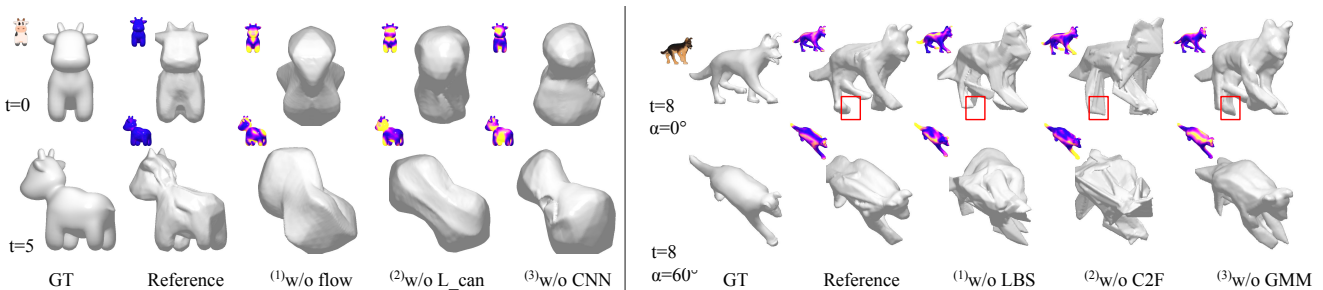 t=0
t=5
GT
Reference
(1)w/o flow
(2)w/o L_can
(3)w/o CNN
t=8
α=0°
t=8
α=60°
GT
Reference
(1)w/o LBS
(2)w/o C2F
(3)w/o GMM